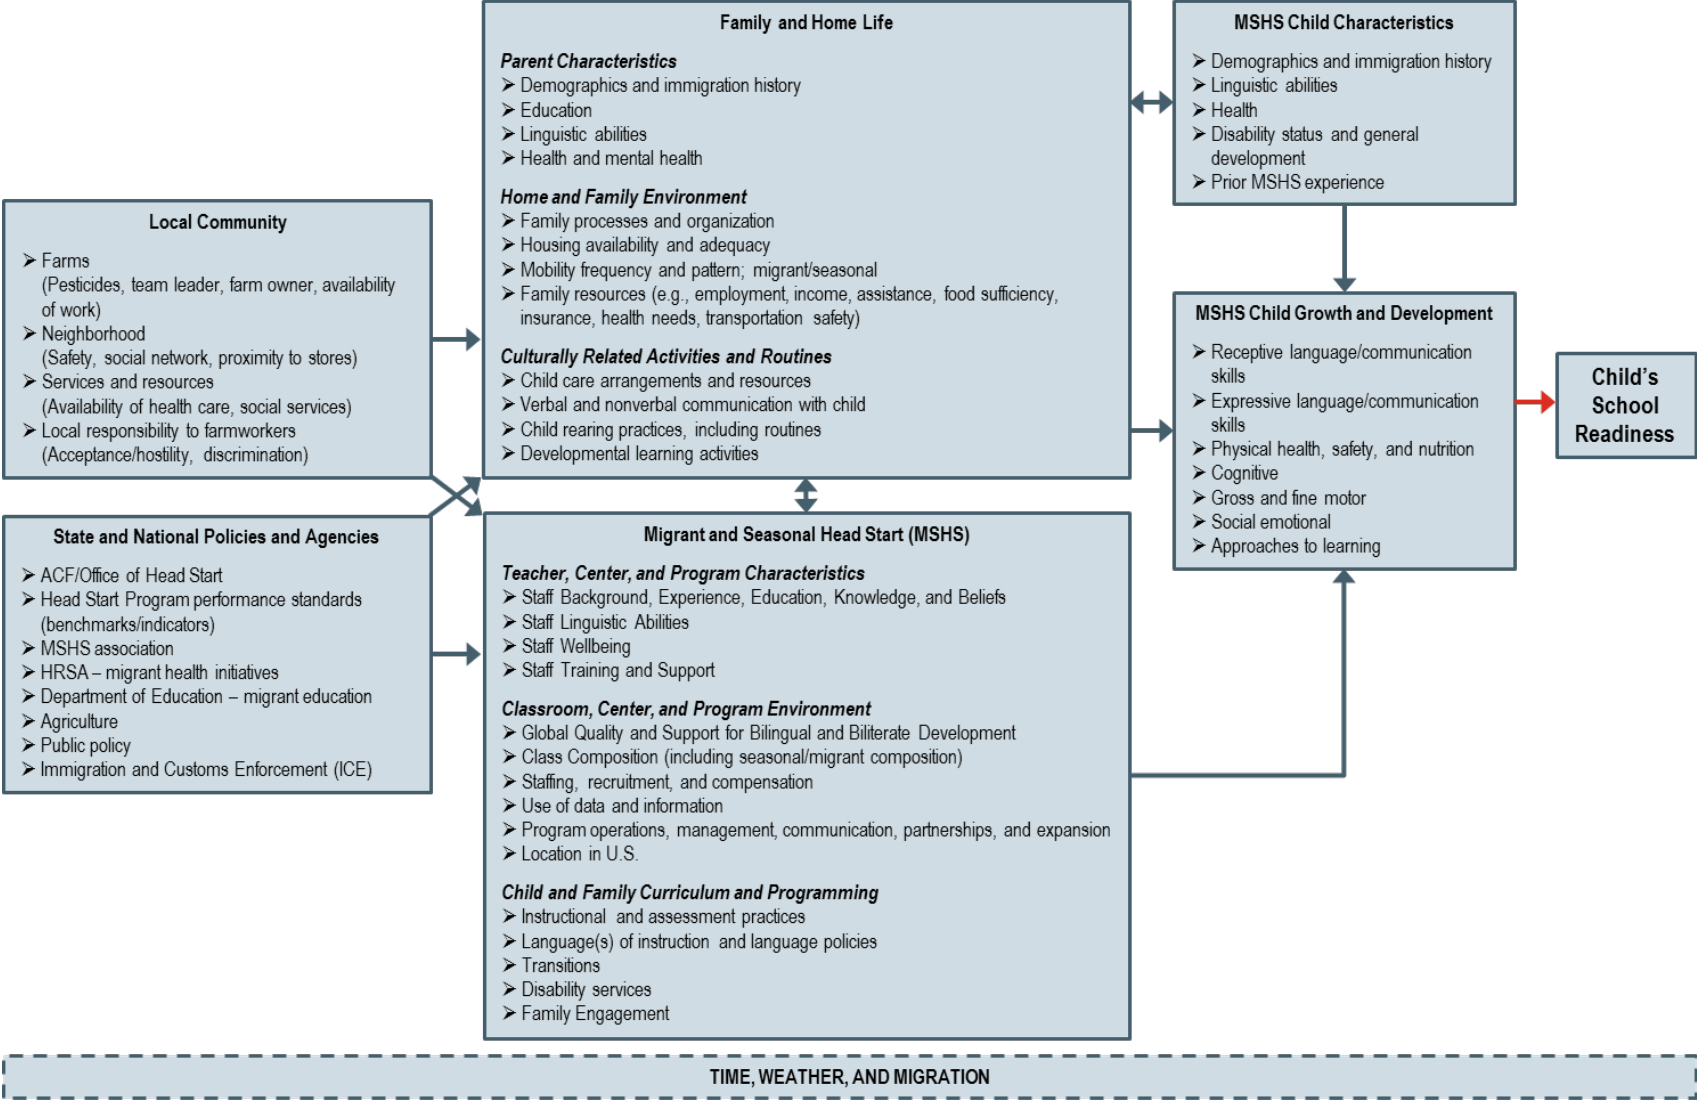 Family and Home Life
Parent Characteristics
➢ Demographics and immigration history
➢ Education
➢ Linguistic abilities
➢ Health and mental health
Home and Family Environment
➢ Family processes and organization
➢ Housing availability and adequacy
➢ Mobility frequency and pattern; migrant/seasonal
➢ Family resources (e.g., employment, income, assistance, food sufficiency,
insurance, health needs, transportation safety)
Culturally Related Activities and Routines
➢ Child care arrangements and resources
➢ Verbal and nonverbal communication with child
➢ Child rearing practices, including routines
➢ Developmental learning activities
MSHS Child Characteristics
➢ Demographics and immigration history
➢ Linguistic abilities
➢ Health
➢ Disability status and general
development
➢ Prior MSHS experience
Local Community
➢ Farms
(Pesticides, team leader, farm owner, availability
of work)
➢ Neighborhood
(Safety, social network, proximity to stores)
➢ Services and resources
(Availability of health care, social services)
➢ Local responsibility to farmworkers
(Acceptance/hostility, discrimination)
MSHS Child Growth and Development
➢ Receptive language/communication
skills
➢ Expressive language/communication
skills
➢ Physical health, safety, and nutrition
➢ Cognitive
➢ Gross and fine motor
➢ Social emotional
➢ Approaches to learning
Child's
School
Readiness
State and National Policies and Agencies
➢ ACF/Office of Head Start
➢ Head Start Program performance standards
(benchmarks/indicators)
➢ MSHS association
➢ HRSA – migrant health initiatives
➢ Department of Education – migrant education
➢ Agriculture
➢ Public policy
➢ Immigration and Customs Enforcement (ICE)
Migrant and Seasonal Head Start (MSHS)
Teacher, Center, and Program Characteristics
➢ Staff Background, Experience, Education, Knowledge, and Beliefs
➢ Staff Linguistic Abilities
➢ Staff Wellbeing
➢ Staff Training and Support
Classroom, Center, and Program Environment
➢ Global Quality and Support for Bilingual and Biliterate Development
➢ Class Composition (including seasonal/migrant composition)
➢ Staffing, recruitment, and compensation
➢ Use of data and information
➢ Program operations, management, communication, partnerships, and expansion
➢ Location in U.S.
Child and Family Curriculum and Programming
➢ Instructional and assessment practices
➢ Language(s) of instruction and language policies
➢ Transitions
➢ Disability services
➢ Family Engagement
TIME, WEATHER, AND MIGRATION